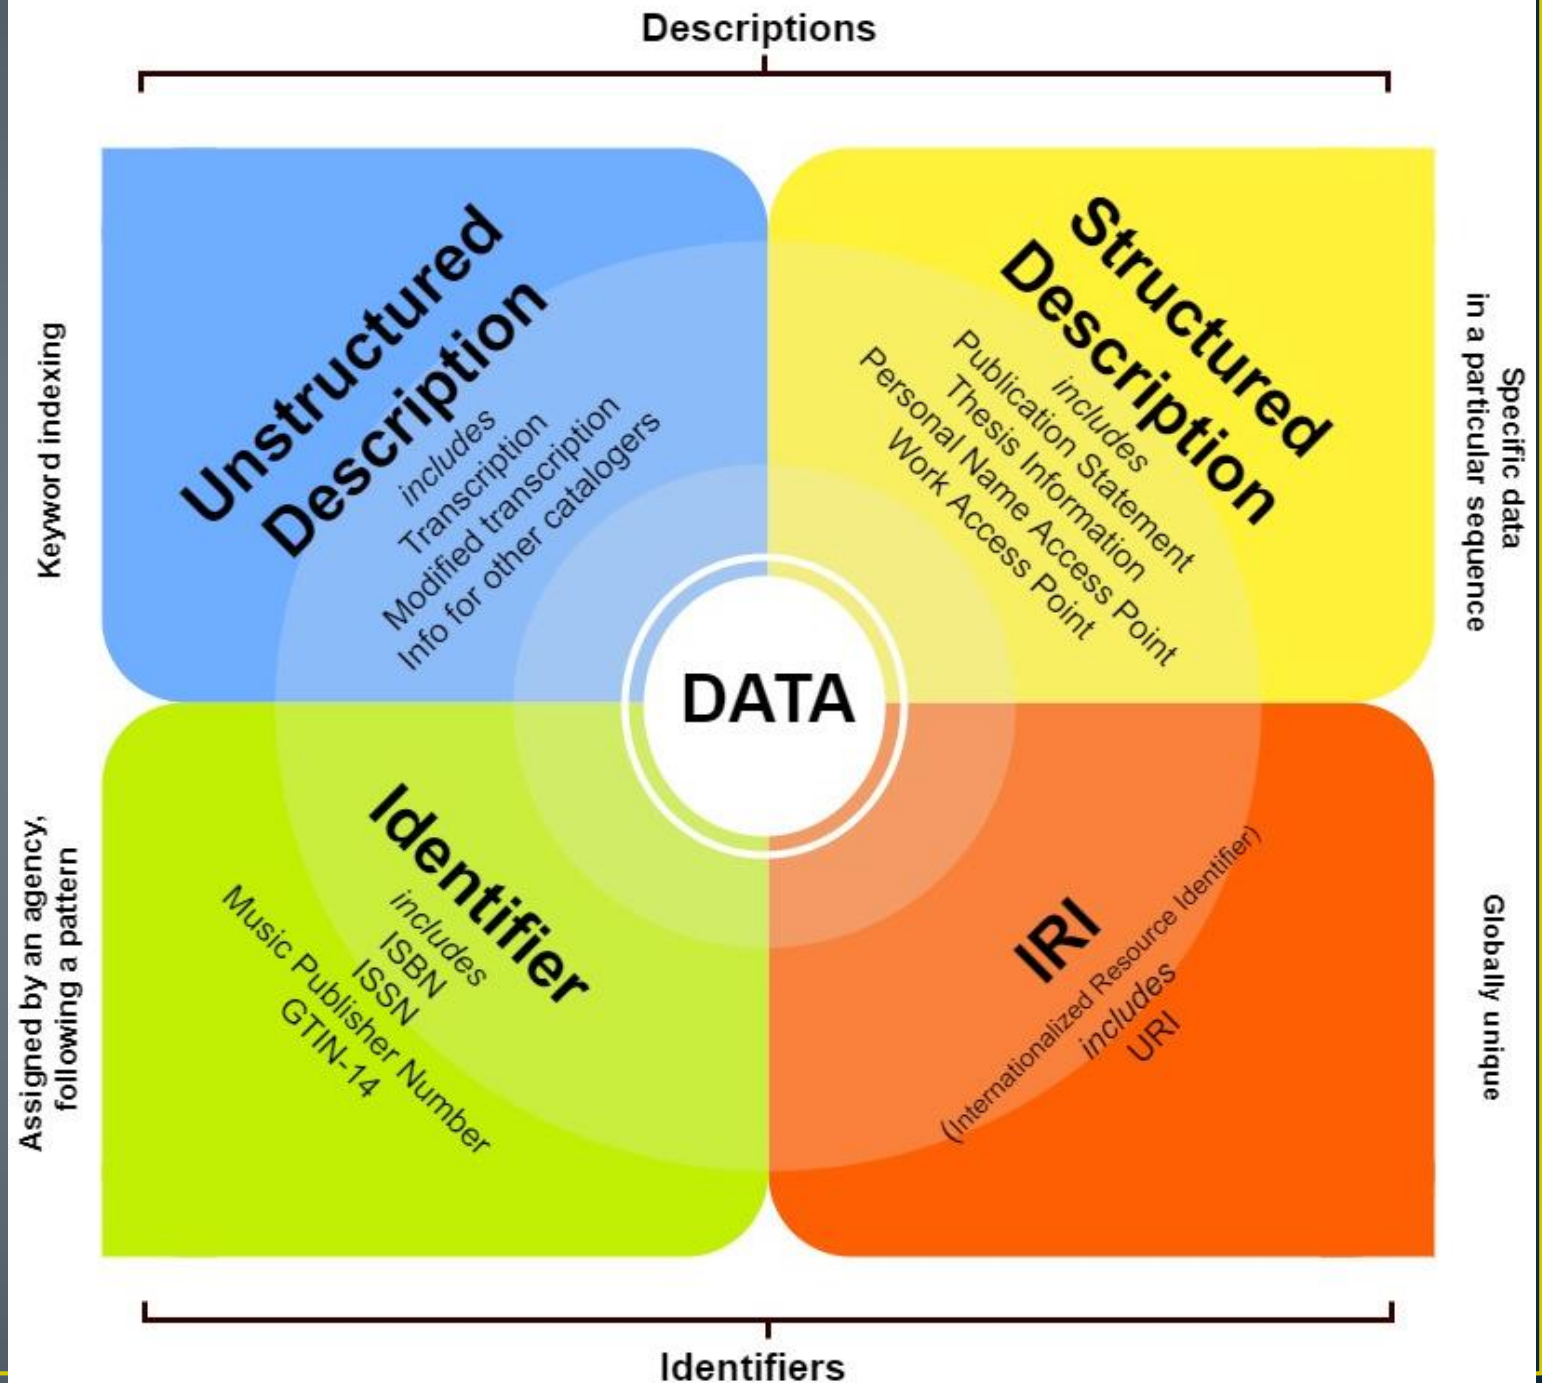 Descriptions
Keyword indexing
Unstructured
Description
includes
Transcription
Modified transcription
Info for other catalogers
Structured
Description
includes
Publication Statement
Thesis Information
Personal Name Access Point
Work Access Point
Specific data
in a particular sequence
DATA
Assigned by an agency,
following a pattern
Identifier
includes
ISBN
ISSN
Music Publisher Number
GTIN-14
IRI
(Internationalized Resource Identifier)
includes
URI
Globally unique
Identifiers